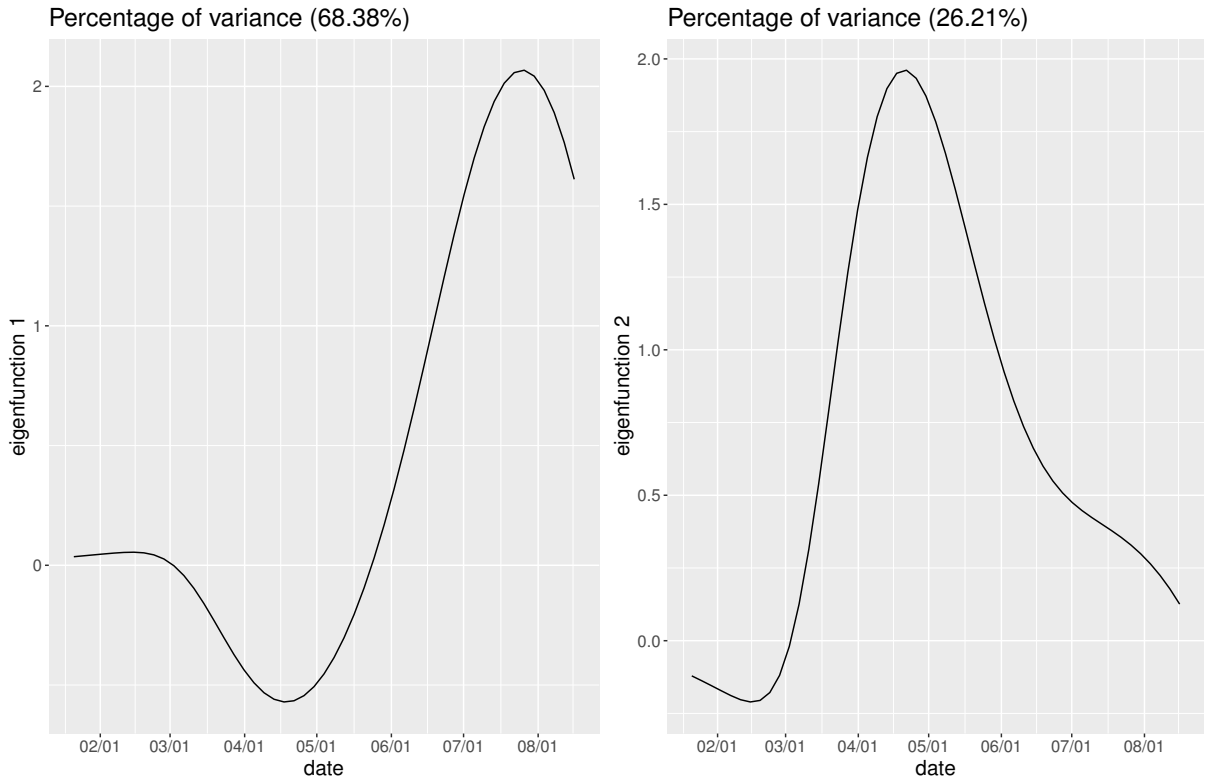 Percentage of variance (68.38%)
eigenfunction 1
2
1
0
02/01 03/01 04/01 05/01 06/01 07/01 08/01
date
Percentage of variance (26.21%)
eigenfunction 2
2.0
1.5
1.0
0.5
0.0
02/01 03/01 04/01 05/01 06/01 07/01 08/01
date